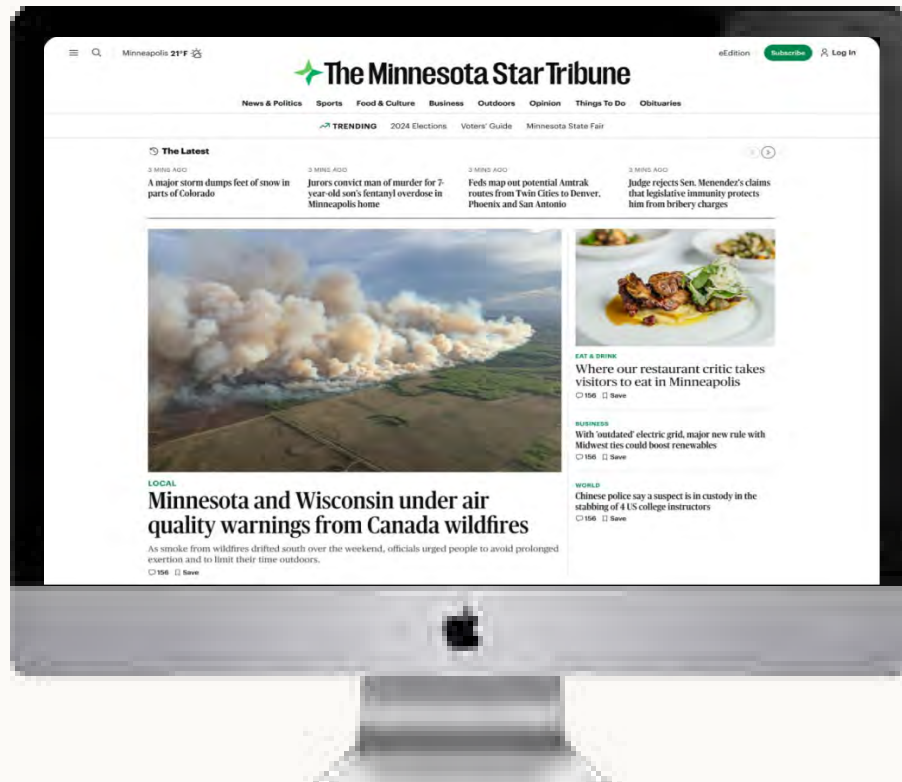 Minneapolis 21°F
eEdition Subscribe Log In
The Minnesota Star Tribune
News & Politics Sports Food & Culture Business Outdoors Opinion Things To Do Obituaries
TRENDING 2024 Elections Voters' Guide Minnesota State Fair
The Latest
3 MINS AGO
A major storm dumps feet of snow in
parts of Colorado
3 MINS AGO
Jurors convict man of murder for 7-
year-old son's fentanyl overdose in
Minneapolis home
3 MINS AGO
Feds map out potential Amtrak
routes from Twin Cities to Denver,
Phoenix and San Antonio
3 MINS AGO
Judge rejects Sen. Menendez's claims
that legislative immunity protects
him from bribery charges
LOCAL
Minnesota and Wisconsin under air
quality warnings from Canada wildfires
As smoke from wildfires drifted south over the weekend, officials urged people to avoid prolonged
exertion and to limit their time outdoors.
156 Save
EAT & DRINK
Where our restaurant critic takes
visitors to eat in Minneapolis
156 Save
BUSINESS
With 'outdated' electric grid, major new rule with
Midwest ties could boost renewables
156 Save
WORLD
Chinese police say a suspect is in custody in the
stabbing of 4 US college instructors
156 Save